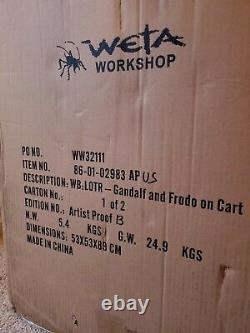 WETA
WORKSHOP
PO NO. WW32111
ITEM NO.: 86-01-02983 AP US
DESCRIPTION: WB:LOTR- Gandalf and Frodo on Cart
CARTON NO.: 1 of 2
EDITION NO.: Artist Proof B
N.W. 5.4 KGS G.W. 24.9 KGS
DIMENSIONS: 53X53X89 CM
MADE IN CHINA